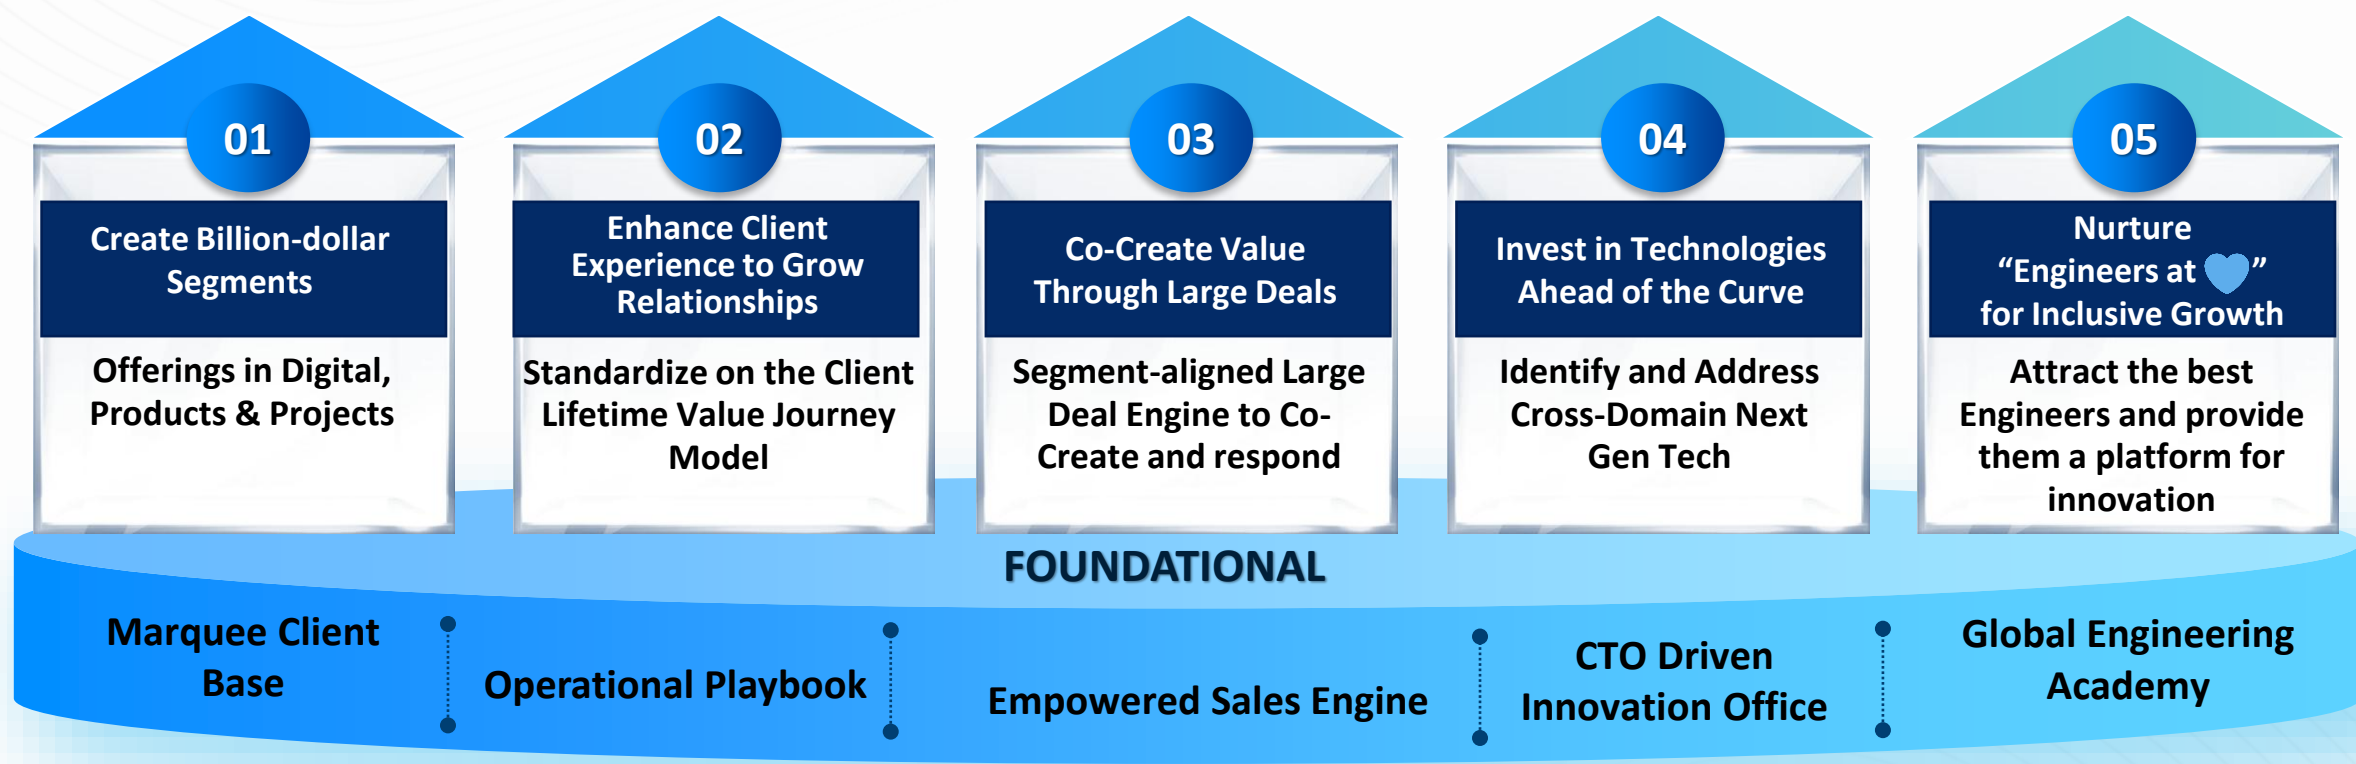 01
Create Billion-dollar
Segments
Offerings in Digital,
Products & Projects
02
Enhance Client
Experience to Grow
Relationships
Standardize on the Client
Lifetime Value Journey
Model
03
Co-Create Value
Through Large Deals
Segment-aligned Large
Deal Engine to Co-
Create and respond
04
Invest in Technologies
Ahead of the Curve
Identify and Address
Cross-Domain Next
Gen Tech
05
Nurture
“Engineers at ”
for Inclusive Growth
Attract the best
Engineers and provide
them a platform for
innovation
FOUNDATIONAL
Marquee Client
Base
Operational Playbook
Empowered Sales Engine
CTO Driven
Innovation Office
Global Engineering
Academy